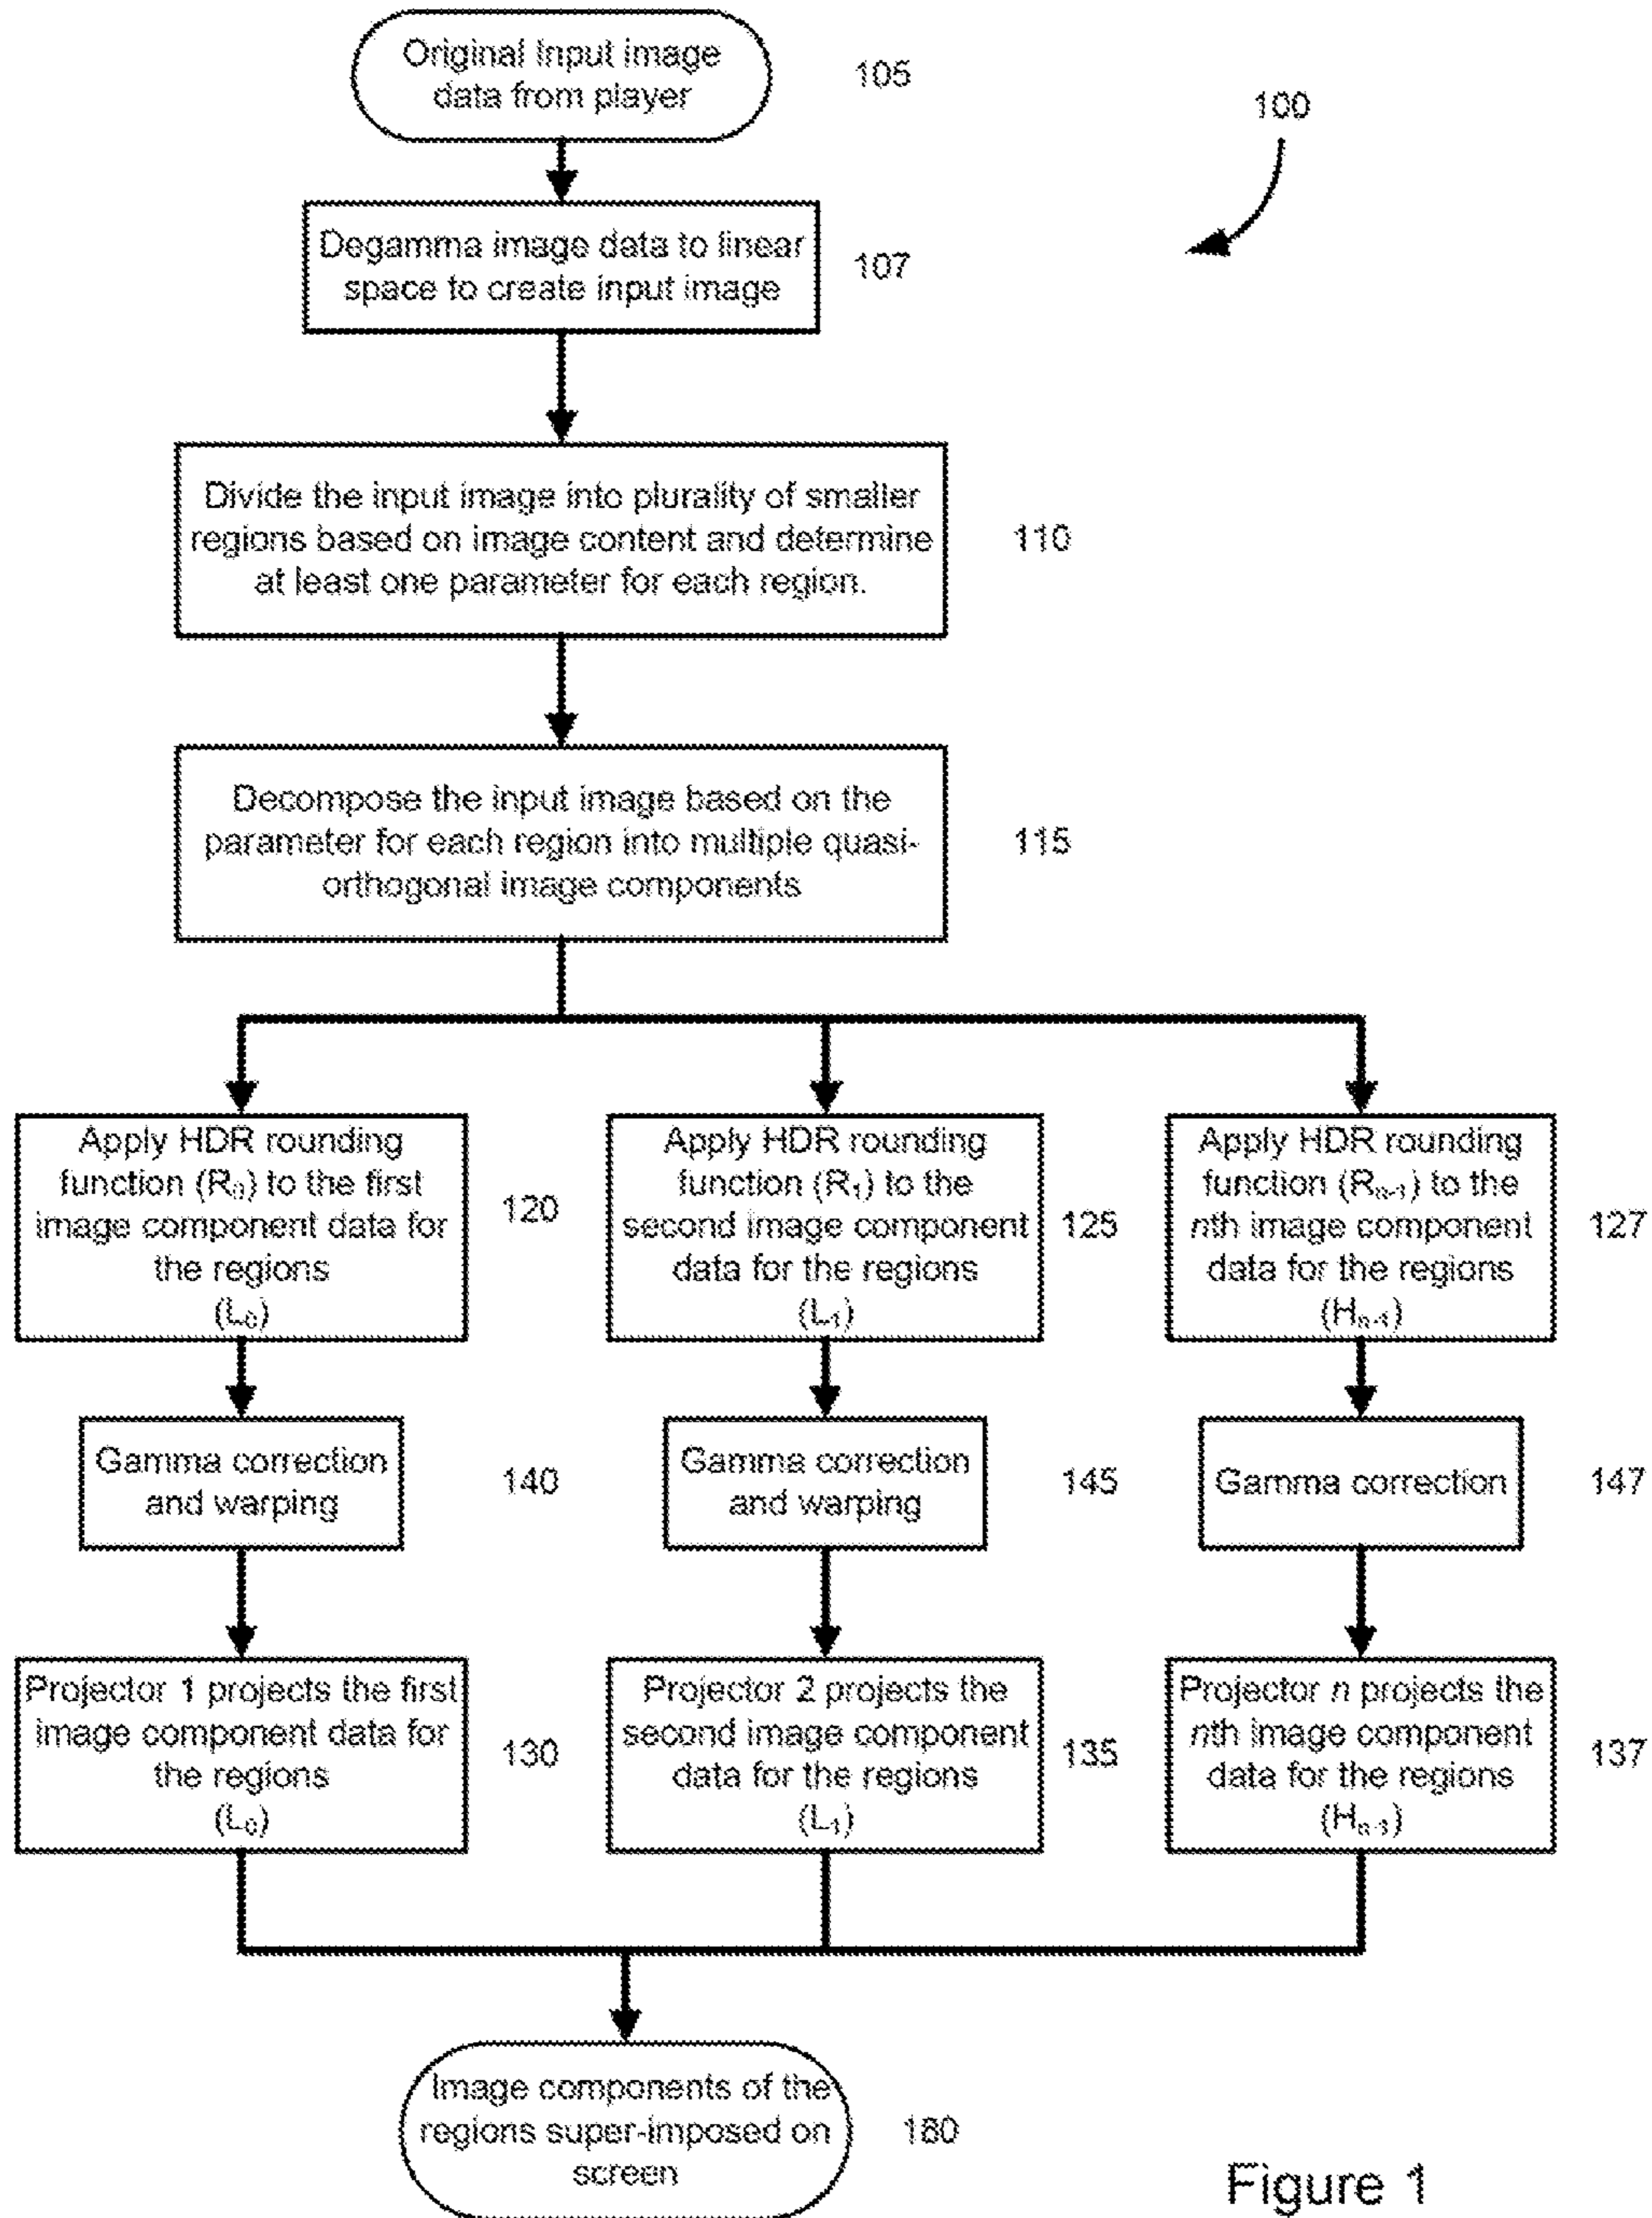 Original Input image
data from player
105
100
Degamma image data to linear
space to create input image
107
Divide the input image into plurality of smaller
regions based on image content and determine
at least one parameter for each region.
110
Decompose the input image based on the
parameter for each region into multiple quasi-
orthogonal image components
115
Apply HDR rounding
function (R₀) to the first
image component data for
the regions
(L₀)
120
Apply HDR rounding
function (R₁) to the
second image component
data for the regions
(L₁)
125
Apply HDR rounding
function (Rₙ₋₁) to the
nth image component
data for the regions
(Hₙ₋₁)
127
Gamma correction
and warping
140
Gamma correction
and warping
145
Gamma correction
147
Projector 1 projects the first
image component data for
the regions
(L₀)
130
Projector 2 projects the
second image component
data for the regions
(L₁)
135
Projector n projects the
nth image component
data for the regions
(Hₙ₋₁)
137
Image components of the
regions super-imposed on
screen
180
Figure 1